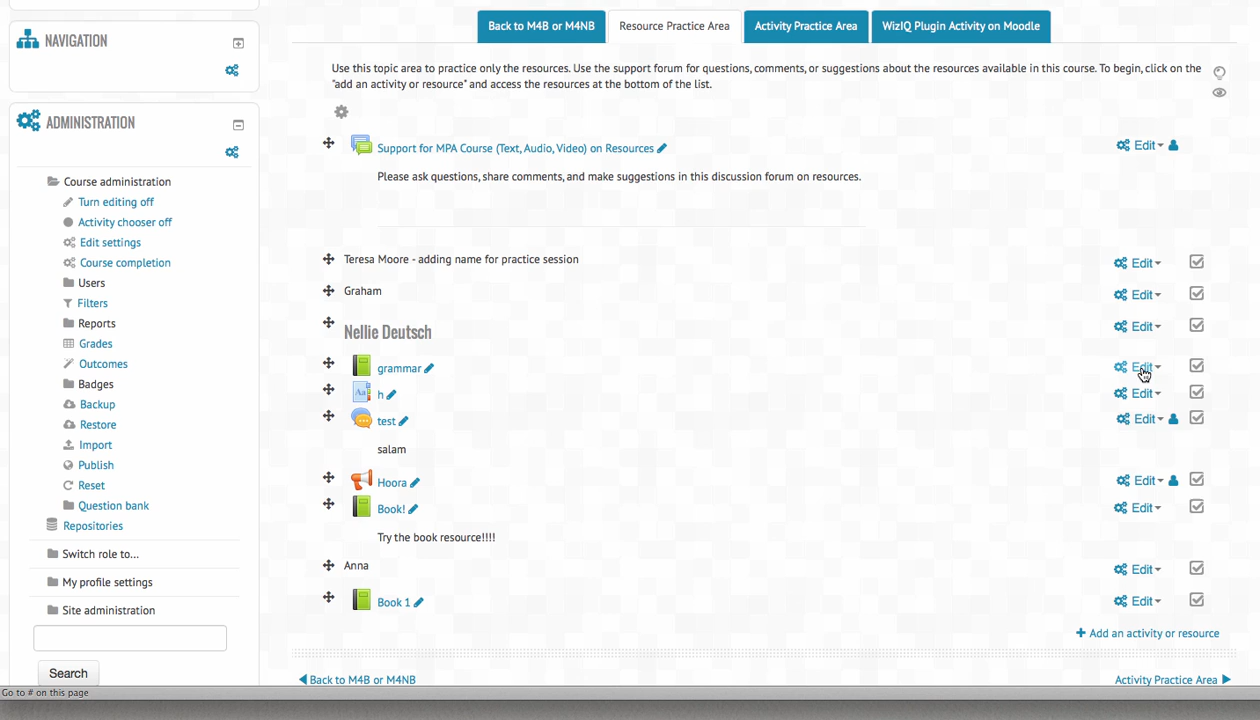 Back to M4B or M4NB
Resource Practice Area
Activity Practice Area
WizIQ Plugin Activity on Moodle
NAVIGATION
ADMINISTRATION
Course administration
Turn editing off
Activity chooser off
Edit settings
Course completion
Users
Filters
Reports
Grades
Outcomes
Badges
Backup
Restore
Import
Publish
Reset
Question bank
Repositories
Switch role to...
My profile settings
Site administration
Search
Use this topic area to practice only the resources. Use the support forum for questions, comments, or suggestions about the resources available in this course. To begin, click on the
"add an activity or resource" and access the resources at the bottom of the list.
Support for MPA Course (Text, Audio, Video) on Resources Edit
Please ask questions, share comments, and make suggestions in this discussion forum on resources.
Teresa Moore - adding name for practice session Edit
Graham Edit
Nellie Deutsch Edit
grammar Edit
Aa h Edit
test Edit
salam
Hoora Edit
Book! Edit
Try the book resource!!!!
Anna Edit
Book 1 Edit
Add an activity or resource
Back to M4B or M4NB
Activity Practice Area
Go to # on this page